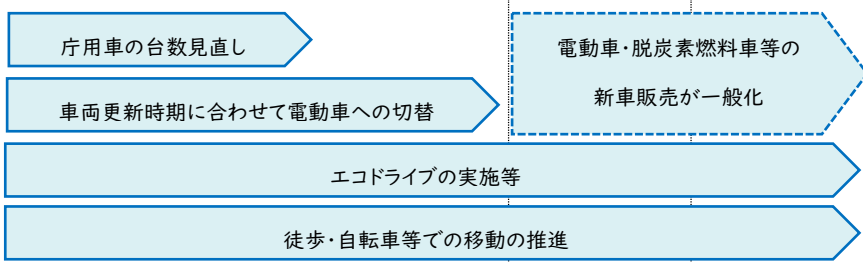 庁用車の台数見直し
電動車・脱炭素燃料車等の
新車販売が一般化
車両更新時期に合わせて電動車への切替
エコドライブの実施等
徒歩・自転車等での移動の推進